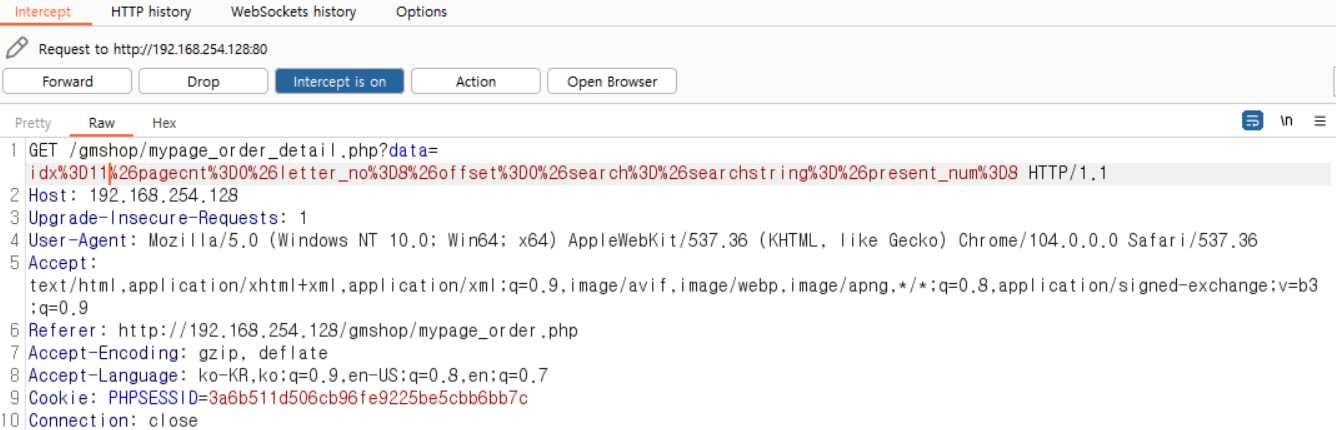 Intercept HTTP history WebSockets history Options
Request to http://192.168.254.128:80
Forward Drop Intercept is on Action Open Browser
Pretty Raw Hex \n
1 GET /gmshop/mypage_order_detail.php?data=
idx%3D11%26pagecnt%3D0%26letter_no%3D8%26offset%3D0%26search%3D%26searchstring%3D%26present_num%3D8 HTTP/1.1
2 Host: 192.168.254.128
3 Upgrade-Insecure-Requests: 1
4 User-Agent: Mozilla/5.0 (Windows NT 10.0; Win64; x64) AppleWebKit/537.36 (KHTML, like Gecko) Chrome/104.0.0.0 Safari/537.36
5 Accept:
text/html,application/xhtml+xml,application/xml;q=0.9,image/avif,image/webp,image/apng,*/*;q=0.8,application/signed-exchange;v=b3
;q=0.9
6 Referer: http://192.168.254.128/gmshop/mypage_order.php
7 Accept-Encoding: gzip, deflate
8 Accept-Language: ko-KR,ko;q=0.9,en-US;q=0.8,en;q=0.7
9 Cookie: PHPSESSID=3a6b511d506cb96fe9225be5cbb6bb7c
10 Connection: close